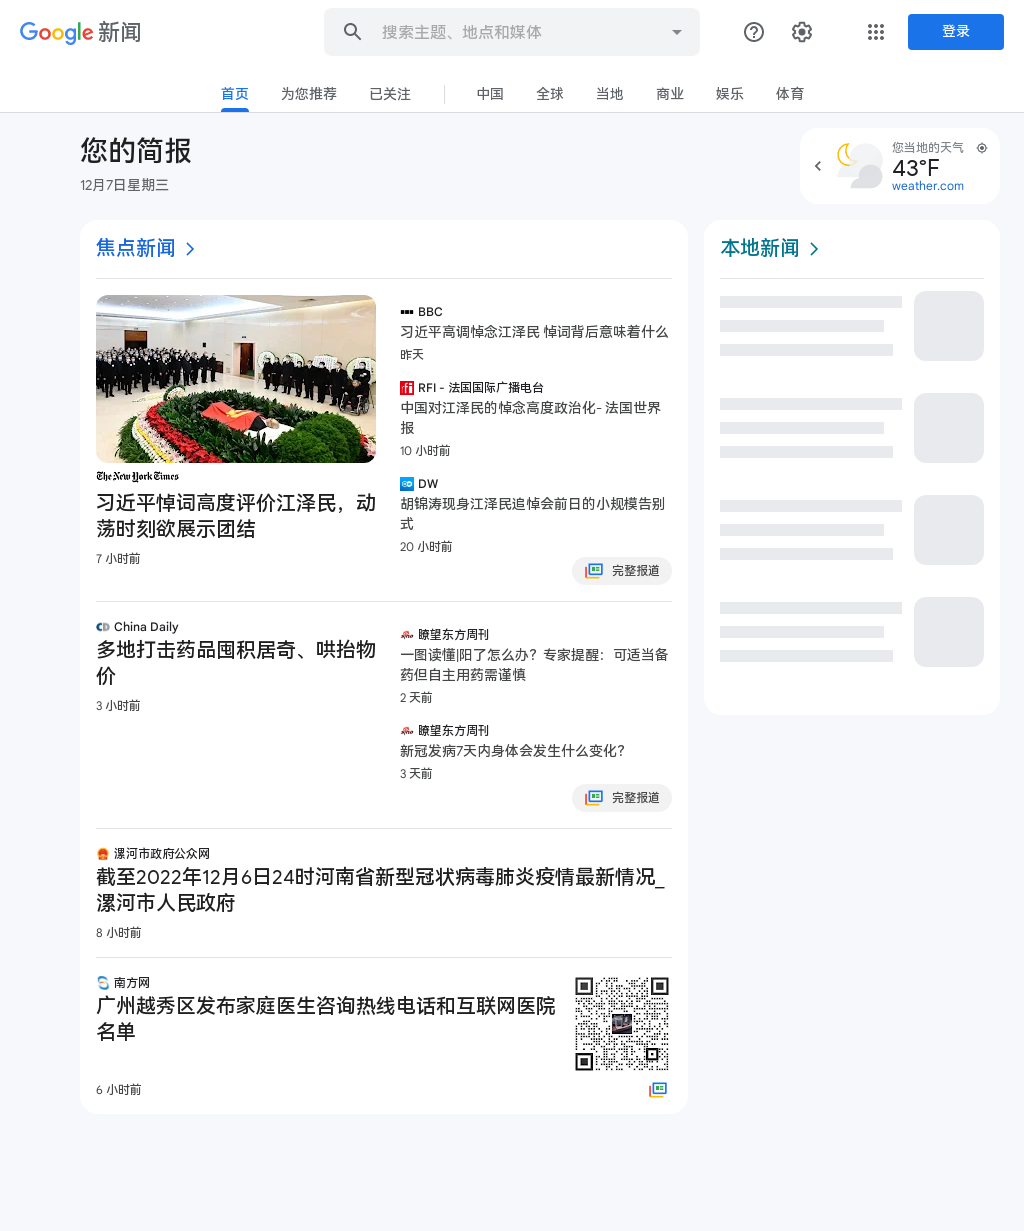 Google 新闻
搜索主题、地点和媒体
登录
首页
为您推荐
已关注
中国
全球
当地
商业
娱乐
体育
您的简报
12月7日星期三
您当地的天气
43°F
weather.com
焦点新闻
The New York Times
习近平悼词高度评价江泽民，动
荡时刻欲展示团结
7 小时前
BBC
习近平高调悼念江泽民 悼词背后意味着什么
昨天
RFI - 法国国际广播电台
中国对江泽民的悼念高度政治化- 法国世界
报
10 小时前
DW
胡锦涛现身江泽民追悼会前日的小规模告别
式
20 小时前
完整报道
China Daily
多地打击药品囤积居奇、哄抬物
价
3 小时前
瞭望东方周刊
一图读懂|阳了怎么办？专家提醒：可适当备
药但自主用药需谨慎
2 天前
瞭望东方周刊
新冠发病7天内身体会发生什么变化？
3 天前
完整报道
漯河市政府公众网
截至2022年12月6日24时河南省新型冠状病毒肺炎疫情最新情况_
漯河市人民政府
8 小时前
南方网
广州越秀区发布家庭医生咨询热线电话和互联网医院
名单
6 小时前
本地新闻